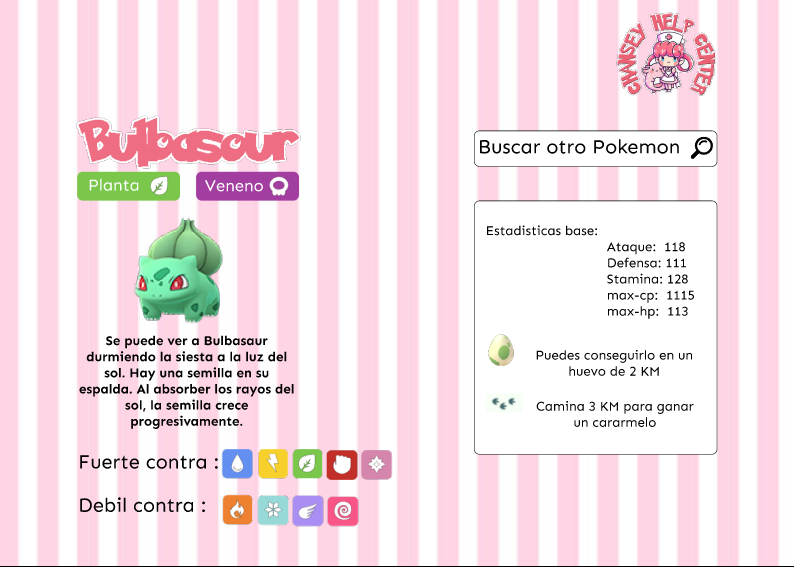 CHANSEY HELP CENTER
Bulbasaur
Planta
Veneno
Buscar otro Pokemon
Se puede ver a Bulbasaur
durmiendo la siesta a la luz del
sol. Hay una semilla en su
espalda. Al absorber los rayos del
sol, la semilla crece
progresivamente.
Fuerte contra :
Debil contra :
Estadisticas base:
Ataque: 118
Defensa: 111
Stamina: 128
max-cp: 1115
max-hp: 113
Puedes conseguirlo en un
huevo de 2 KM
Camina 3 KM para ganar
un cararmelo